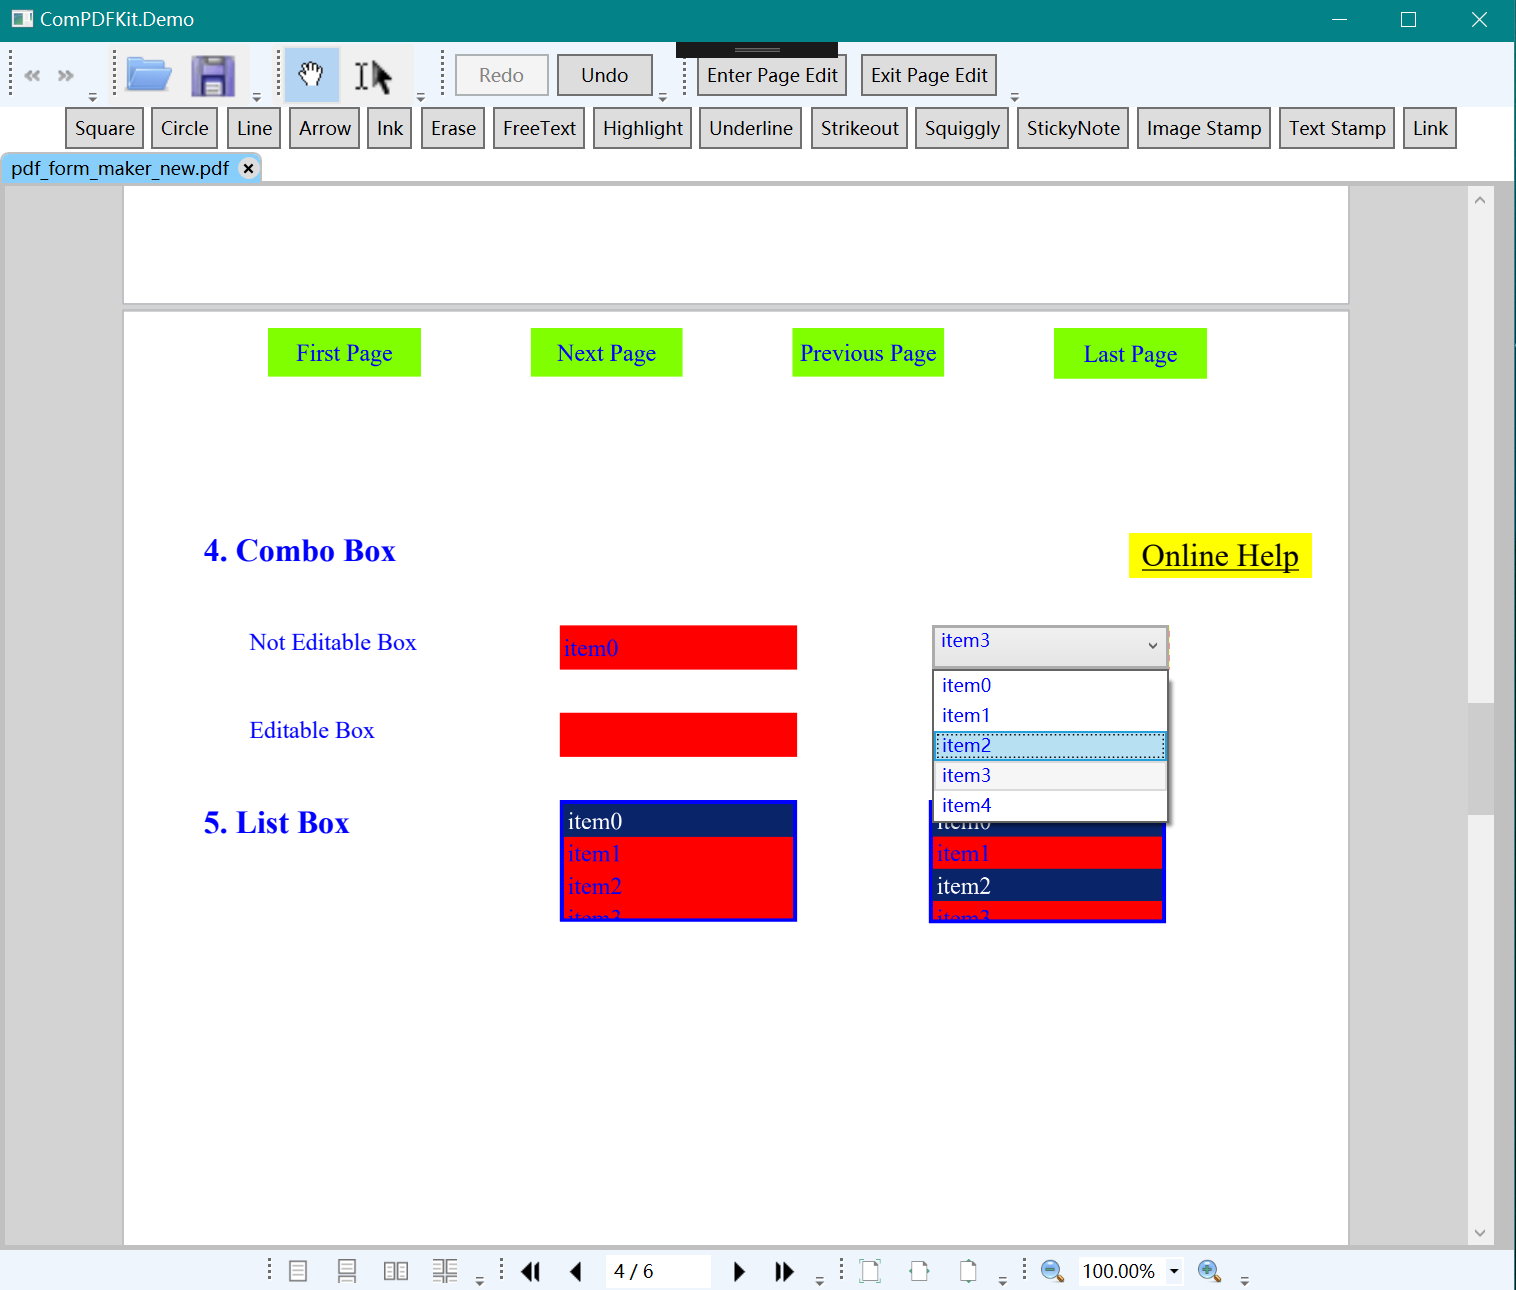 ComPDFKit.Demo
Redo Undo Enter Page Edit Exit Page Edit
Square Circle Line Arrow Ink Erase FreeText Highlight Underline Strikeout Squiggly StickyNote Image Stamp Text Stamp Link
pdf_form_maker_new.pdf
First Page Next Page Previous Page Last Page
4. Combo Box
Online Help
Not Editable Box
item0
item3
item0
item1
item2
item3
item4
Editable Box
5. List Box
item0
item1
item2
item3
item0
item1
item2
item3
4 / 6
100.00%